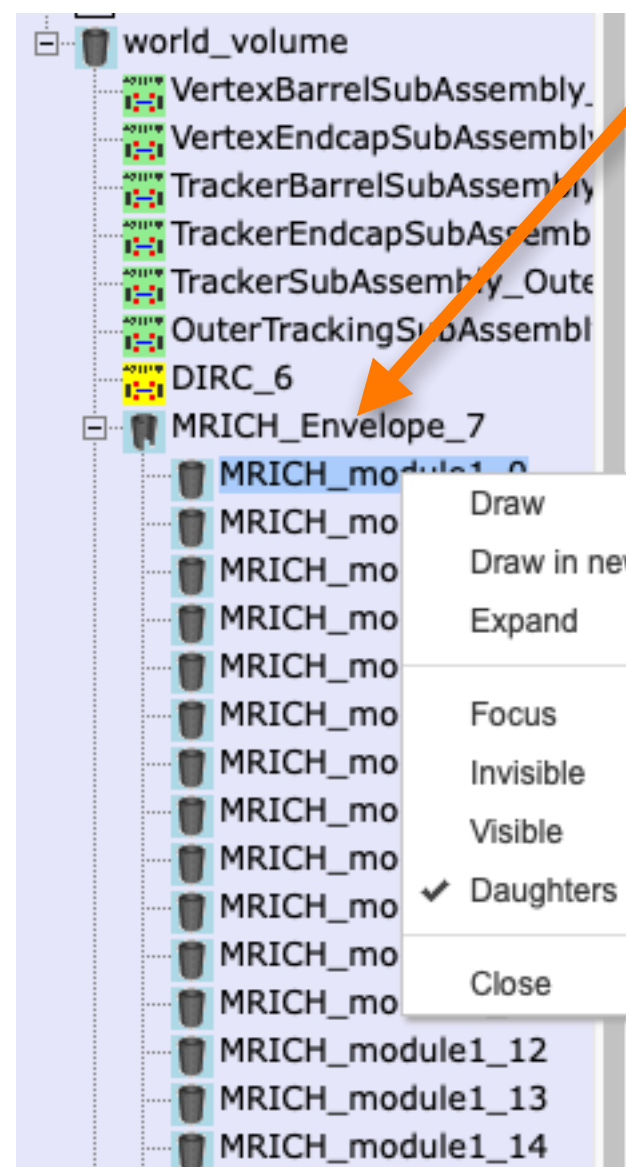 world_volume
VertexBarrelSubAssembly_
VertexEndcapSubAssembly
TrackerBarrelSubAssembly
TrackerEndcapSubAssemb
TrackerSubAssembly_Oute
OuterTrackingSubAssembl
DIRC_6
MRICH_Envelope_7
MRICH_module1_0
MRICH_mo
MRICH_mo
MRICH_mo
MRICH_mo
MRICH_mo
MRICH_mo
MRICH_mo
MRICH_mo
MRICH_mo
MRICH_mo
MRICH_mo
MRICH_module1_12
MRICH_module1_13
MRICH_module1_14
Draw
Draw in new
Expand
Focus
Invisible
Visible
Daughters
Close